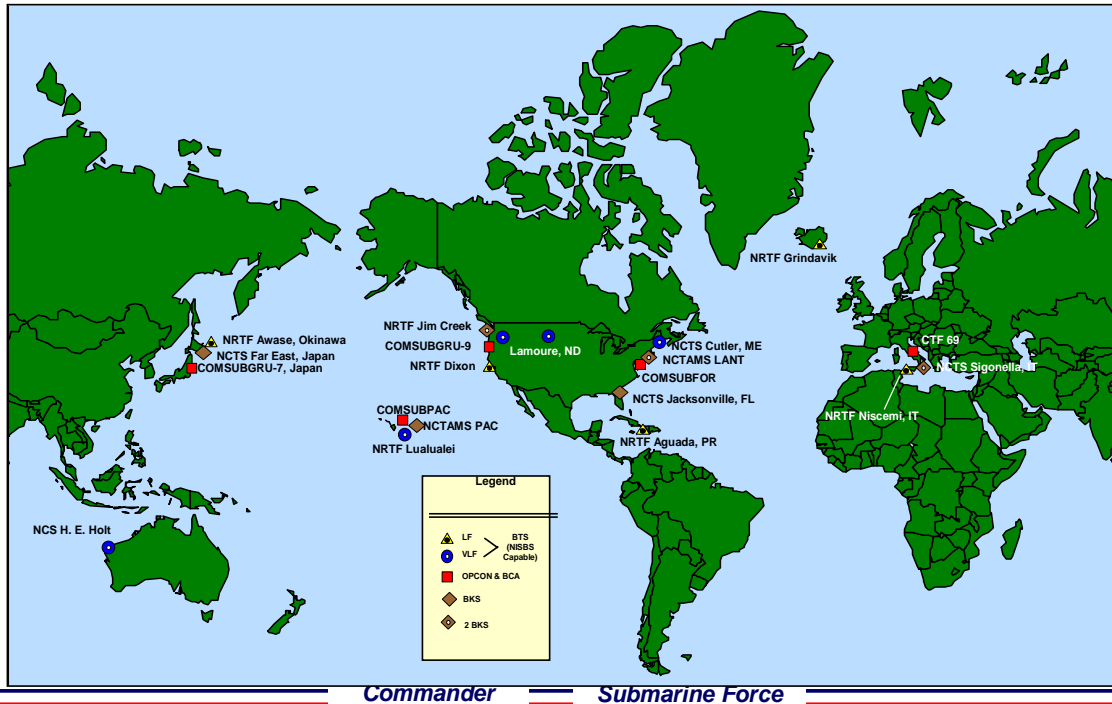 NRTF Grindavik
NRTF Jim Creek
COMSUBGRU-9
NRTF Dixon
Lamoure, ND
NCTS Cutler, ME
NCTAMS LANT
COMSUBFOR
NCTS Jacksonville, FL
NRTF Aguada, PR
NRTF Awase, Okinawa
NCTS Far East, Japan
COMSUBGRU-7, Japan
COMSUBPAC
NCTAMS PAC
NRTF Lualualei
CTF 69
NCTS Sigonella, IT
NRTF Niscemi, IT
NCS H. E. Holt
Legend
LF
VLF
BTS
(NISBS
Capable)
OPCON & BCA
BKS
2 BKS
Commander Submarine Force